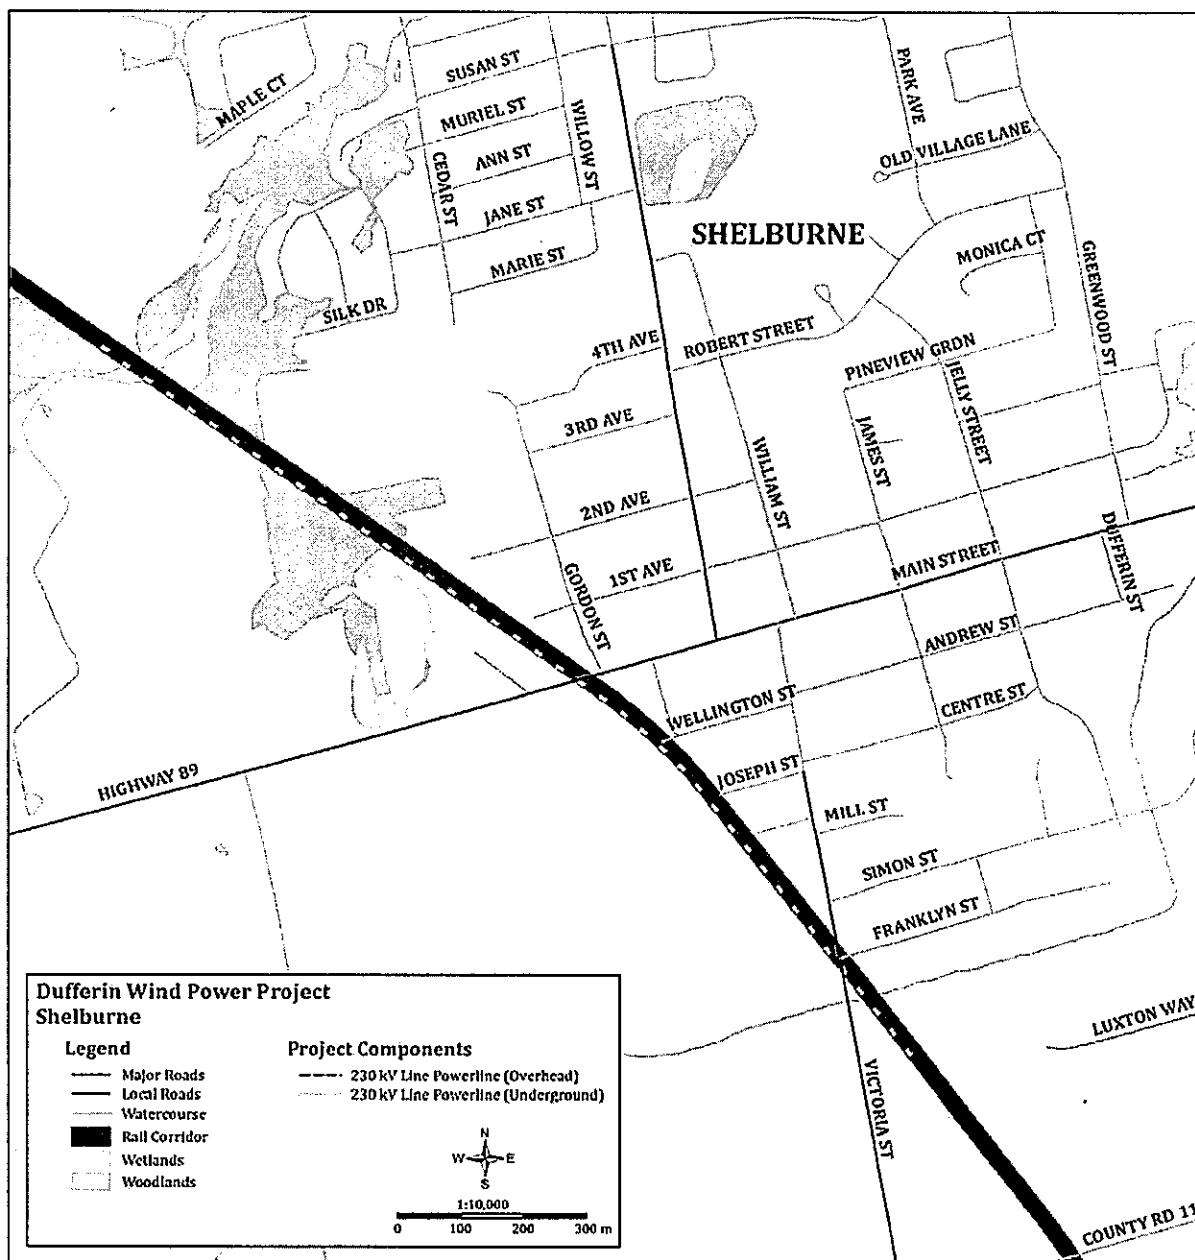 SUSAN ST
PARK AVE
MAPLE CT
MURIEL ST
WILLOW ST
OLD VILLAGE LANE
ANN ST
CEDAR ST
JANE ST
SHELBURNE
MONICA CT
GREENWOOD ST
MARIE ST
SILK DR
ROBERT STREET
4TH AVE
PINEVIEW GRDN
JELLY STREET
3RD AVE
JAMES ST
WILLIAM ST
2ND AVE
DUFFERIN ST
MAIN STREET
1ST AVE
GORDON ST
ANDREW ST
WELLINGTON ST
CENTRE ST
HIGHWAY 89
JOSEPH ST
MILL ST
SIMON ST
FRANKLYN ST
LUXTON WAY
VICTORIA ST
COUNTY RD 11
Dufferin Wind Power Project
Shelburne
Legend
Major Roads
Local Roads
Watercourse
Rail Corridor
Wetlands
Woodlands
Project Components
230 kV Line Powerline (Overhead)
230 kV Line Powerline (Underground)
N
W E
S
1:10,000
0 100 200 300 m